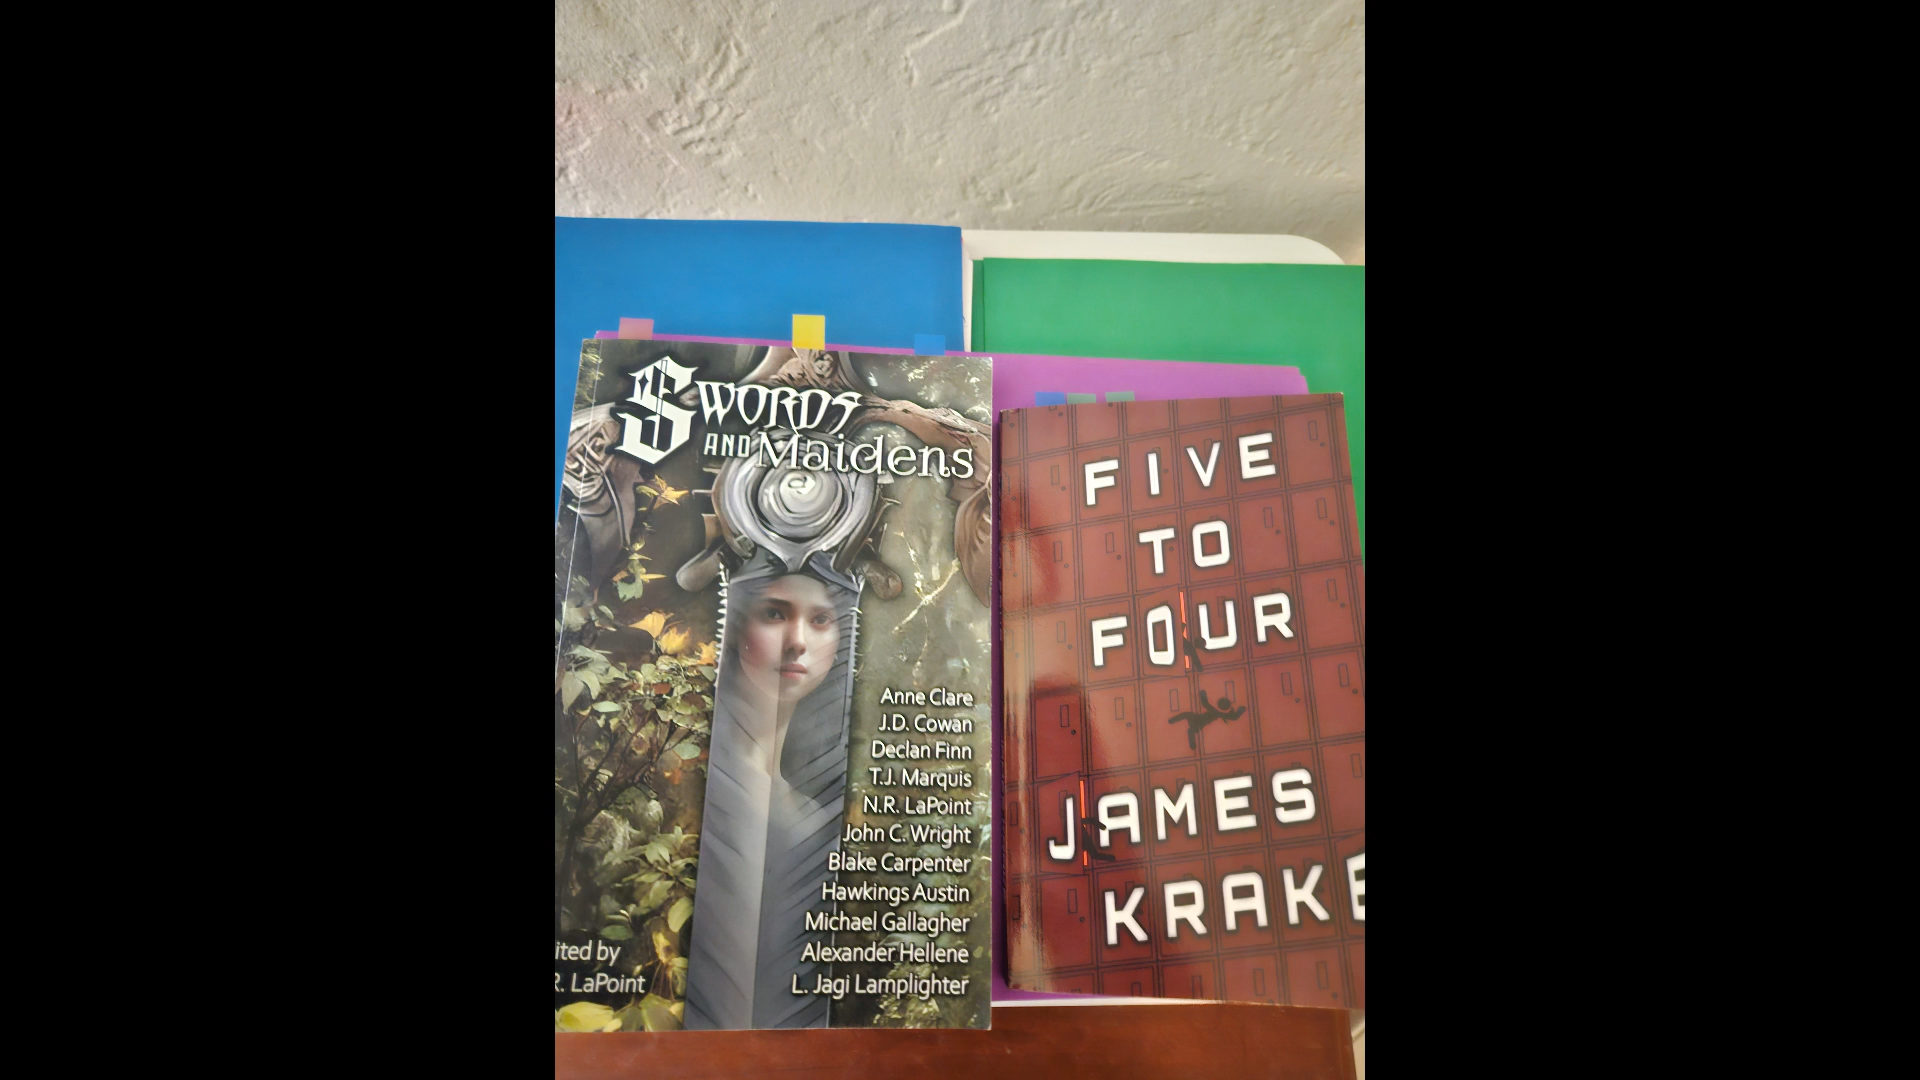 Swords
AND Maidens
Anne Clare
J.D. Cowan
Declan Finn
T.J. Marquis
N.R. LaPoint
John C. Wright
Blake Carpenter
Hawkings Austin
Michael Gallagher
Alexander Hellene
L. Jagi Lamplighter
ited by
R. LaPoint
FIVE
TO
FOUR
JAMES
KRAKE